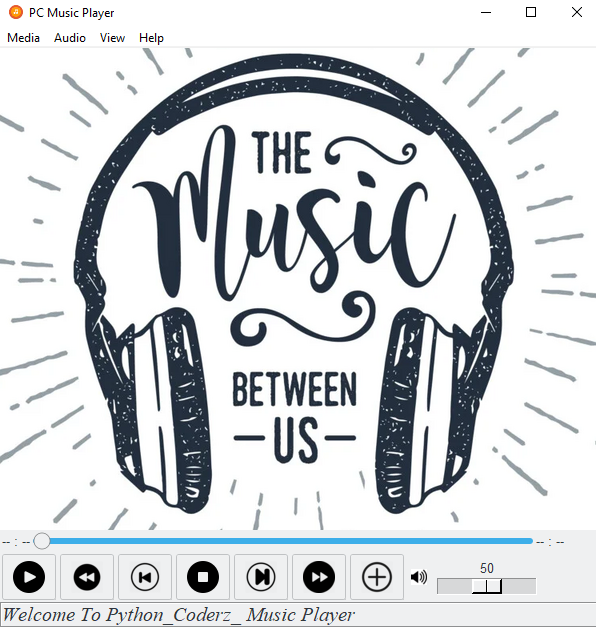 PC Music Player
Media Audio View Help
THE
Music
BETWEEN
—US—
-- : -- -- : --
50
Welcome To Python_Coderz_ Music Player